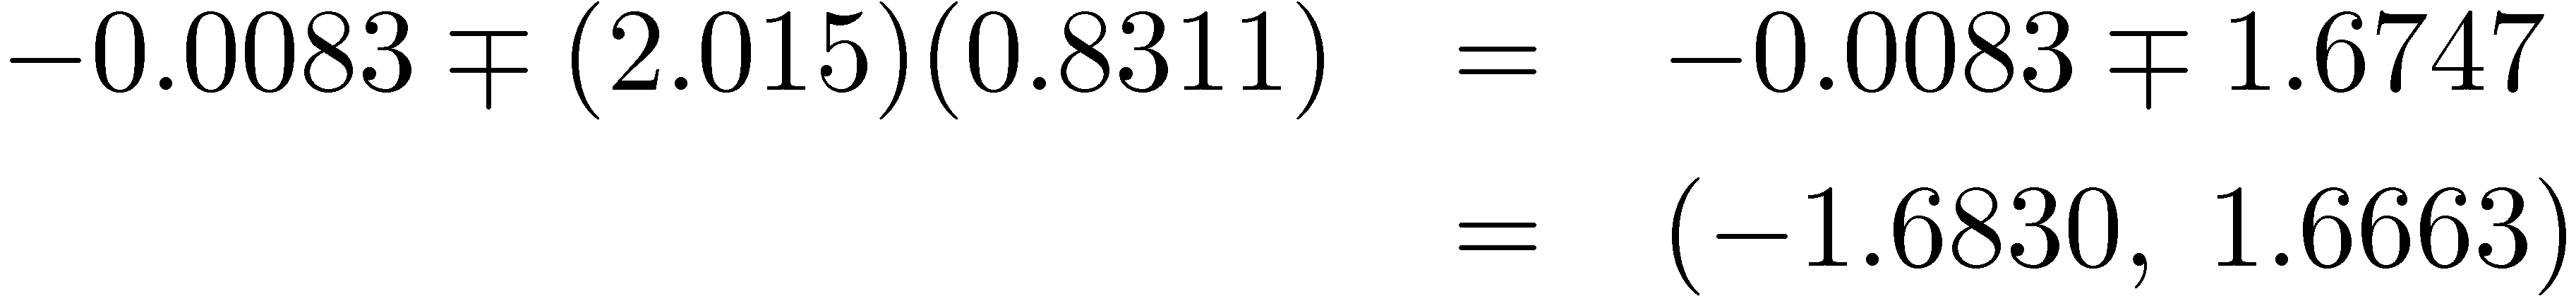 −0.0083 ∓ (2.015)(0.8311) = −0.0083 ∓ 1.6747
= (−1.6830, 1.6663)